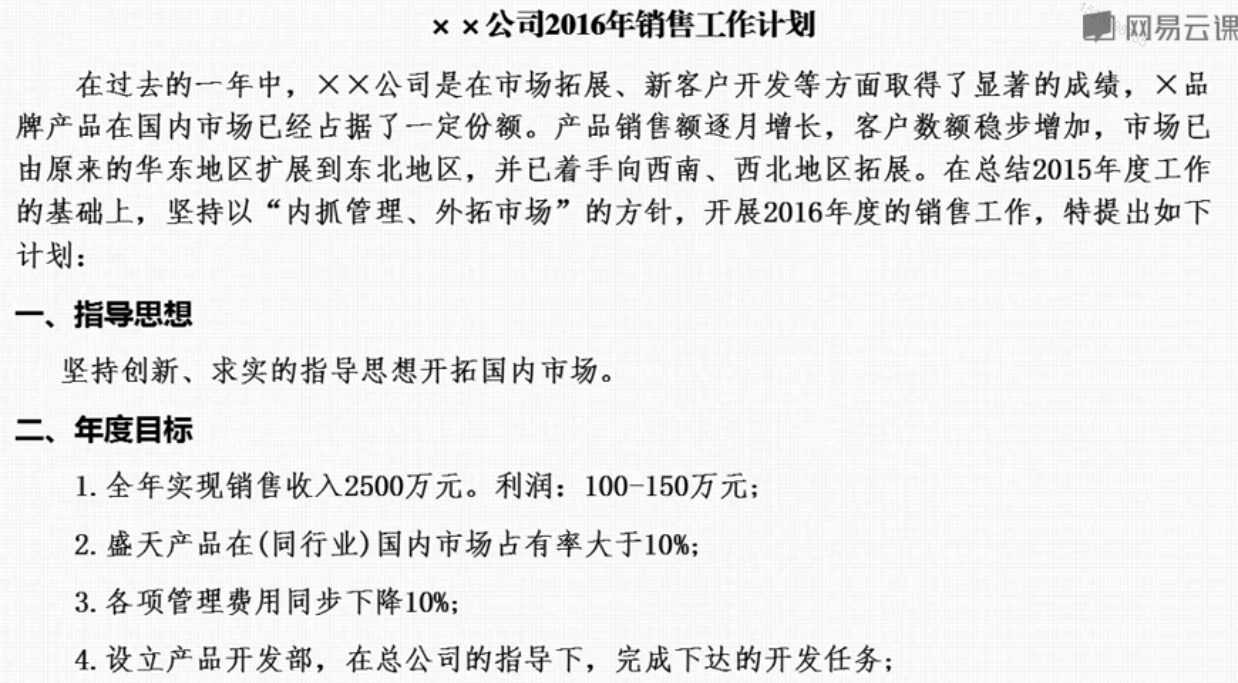 ××公司2016年销售工作计划
网易云课
在过去的一年中，××公司是在市场拓展、新客户开发等方面取得了显著的成绩，×品
牌产品在国内市场已经占据了一定份额。产品销售额逐月增长，客户数额稳步增加，市场已
由原来的华东地区扩展到东北地区，并已着手向西南、西北地区拓展。在总结2015年度工作
的基础上，坚持以“内抓管理、外拓市场”的方针，开展2016年度的销售工作，特提出如下
计划：
一、指导思想
坚持创新、求实的指导思想开拓国内市场。
二、年度目标
1.全年实现销售收入2500万元。利润：100-150万元；
2.盛天产品在(同行业)国内市场占有率大于10%；
3.各项管理费用同步下降10%；
4.设立产品开发部，在总公司的指导下，完成下达的开发任务；